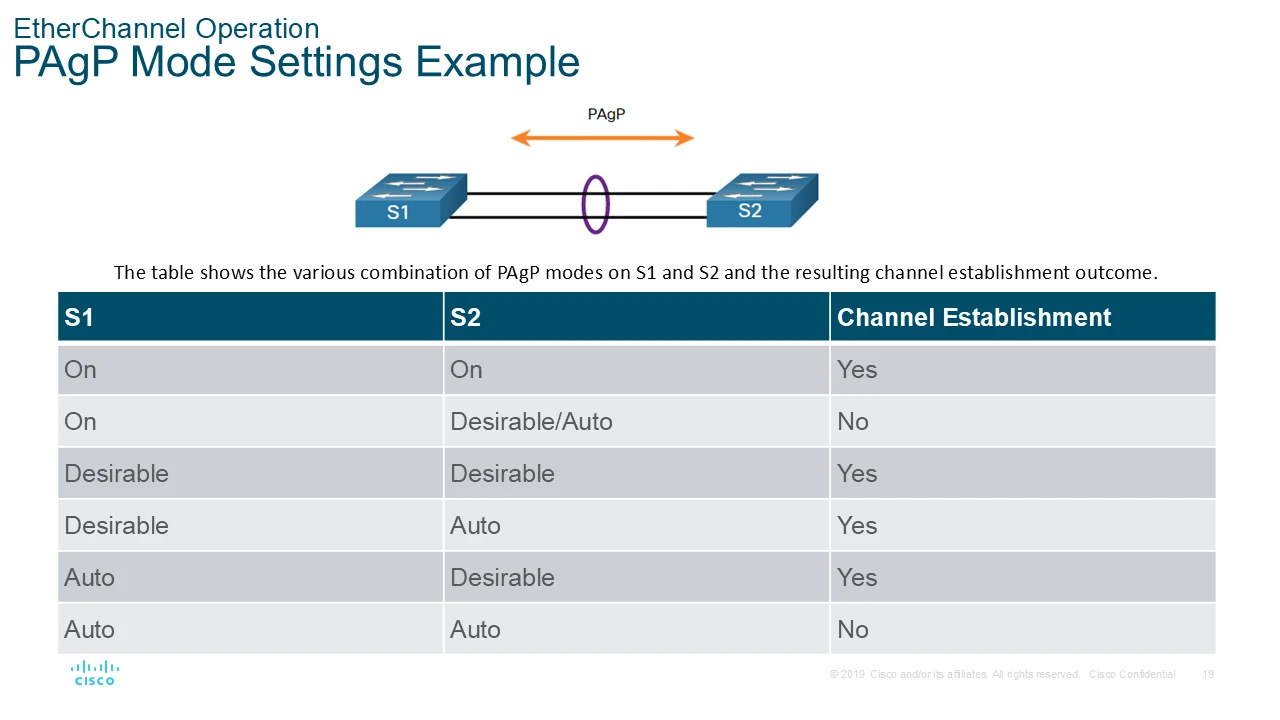 EtherChannel Operation
PAgP Mode Settings Example
PAgP
S1 S2
The table shows the various combination of PAgP modes on S1 and S2 and the resulting channel establishment outcome.
S1 S2 Channel Establishment
On On Yes
On Desirable/Auto No
Desirable Desirable Yes
Desirable Auto Yes
Auto Desirable Yes
Auto Auto No
CISCO © 2019 Cisco and/or its affiliates. All rights reserved. Cisco Confidential 19